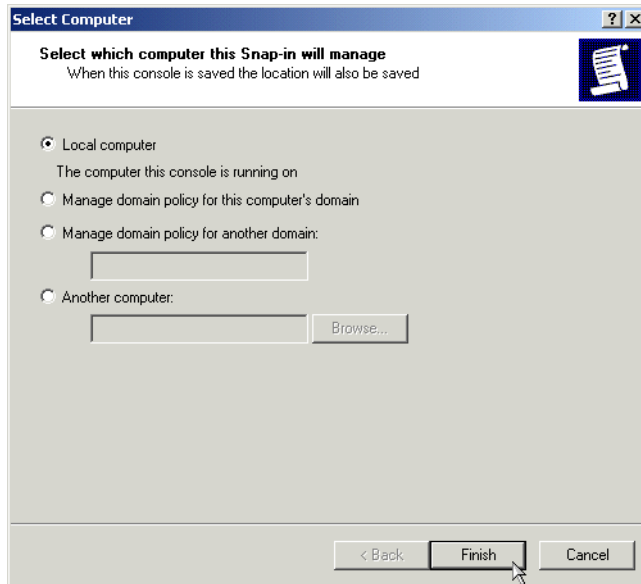 Select Computer
Select which computer this Snap-in will manage
When this console is saved the location will also be saved
Local computer
The computer this console is running on
Manage domain policy for this computer's domain
Manage domain policy for another domain:
Another computer:
Browse...
< Back
Finish
Cancel